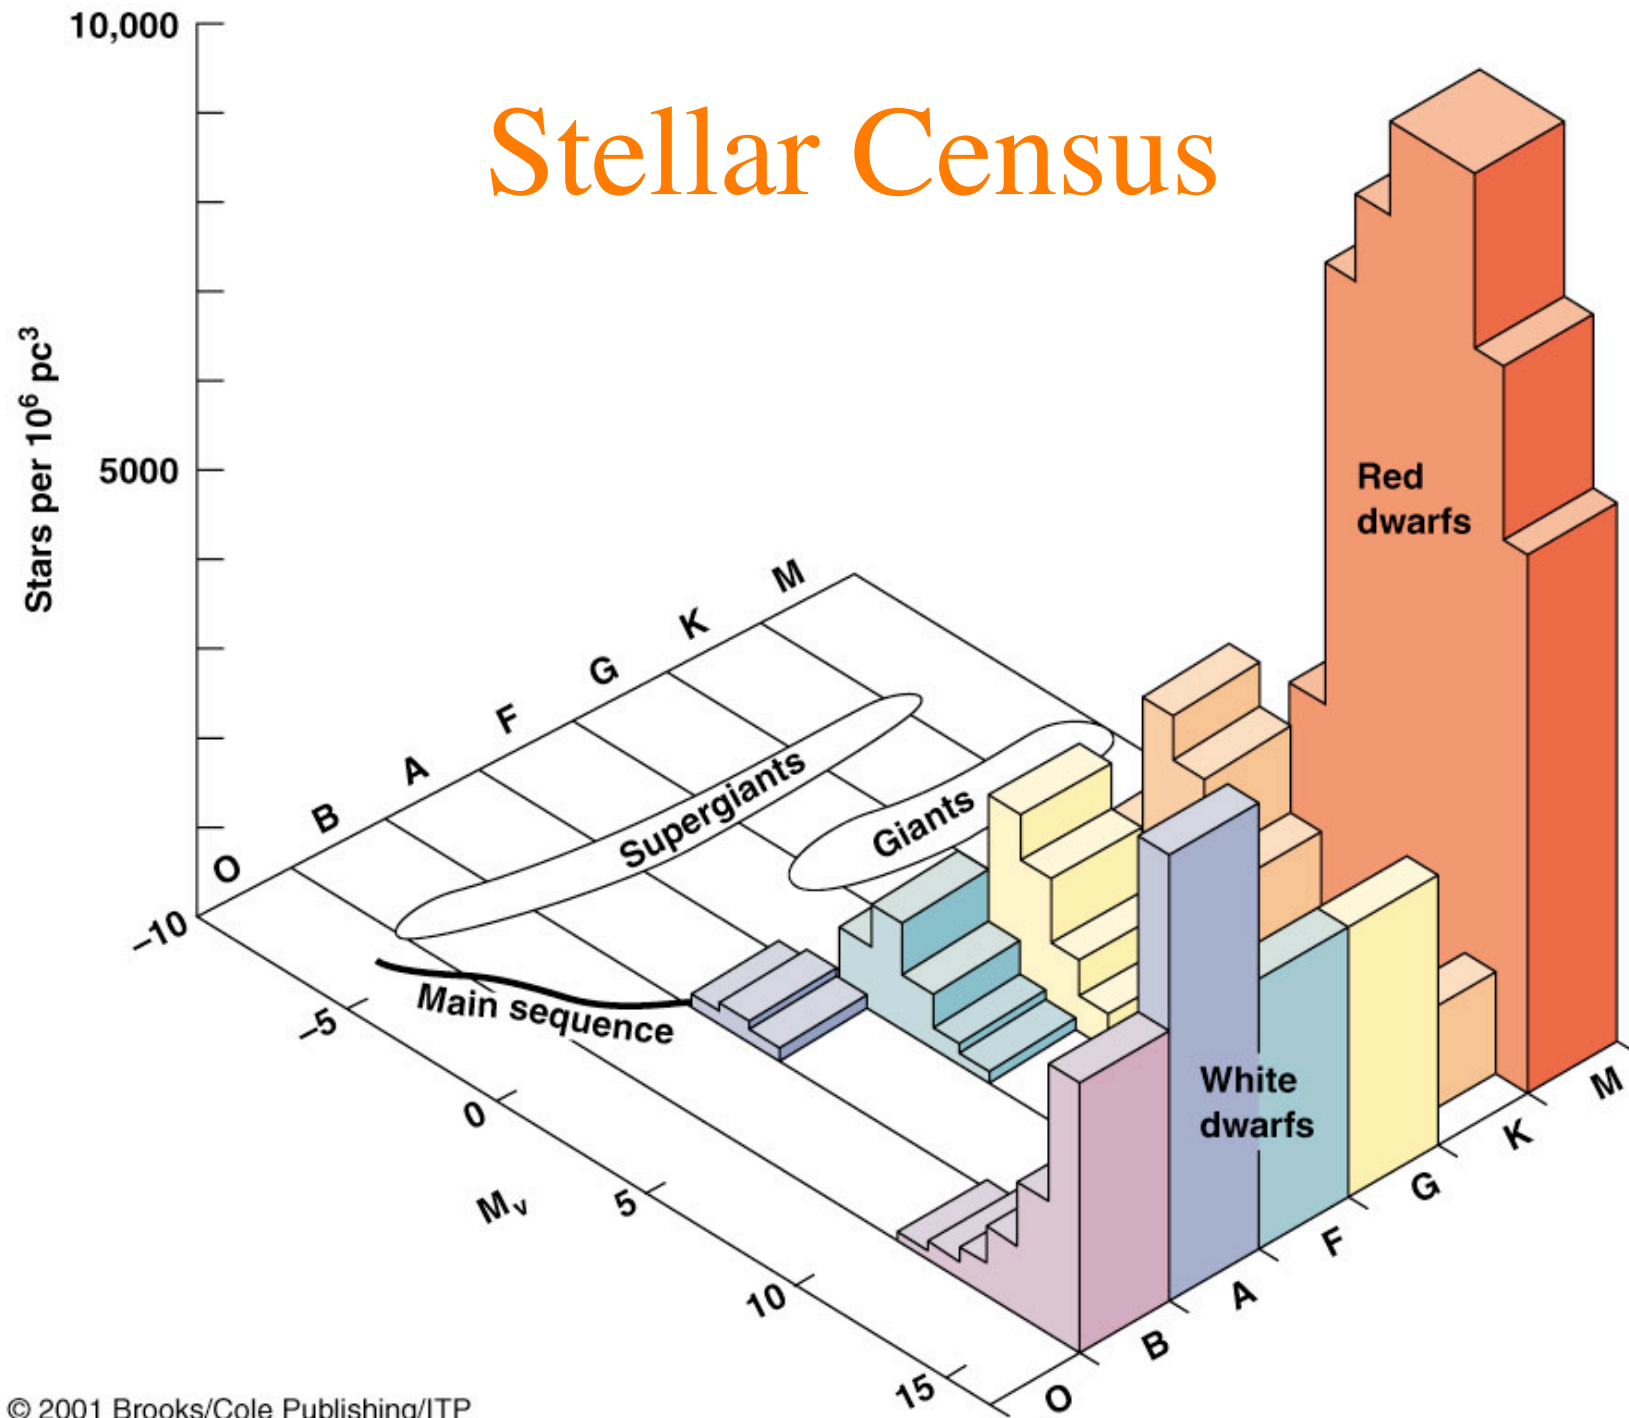 Stellar Census
10,000
5000
Stars per 10⁶ pc³
O
B
A
F
G
K
M
–10
–5
0
5
10
15
Mᵥ
Supergiants
Giants
Main sequence
Red
dwarfs
White
dwarfs
O
B
A
F
G
K
M
© 2001 Brooks/Cole Publishing/ITP